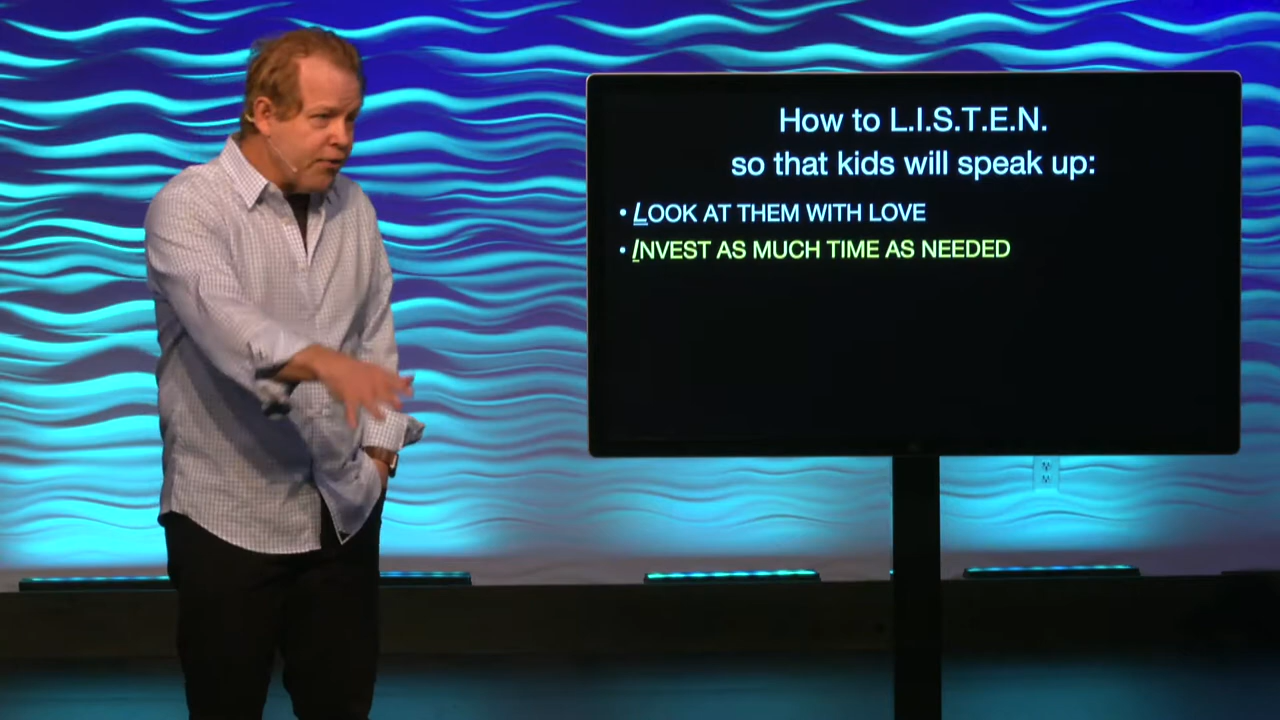 How to L.I.S.T.E.N.
so that kids will speak up:
• LOOK AT THEM WITH LOVE
• INVEST AS MUCH TIME AS NEEDED